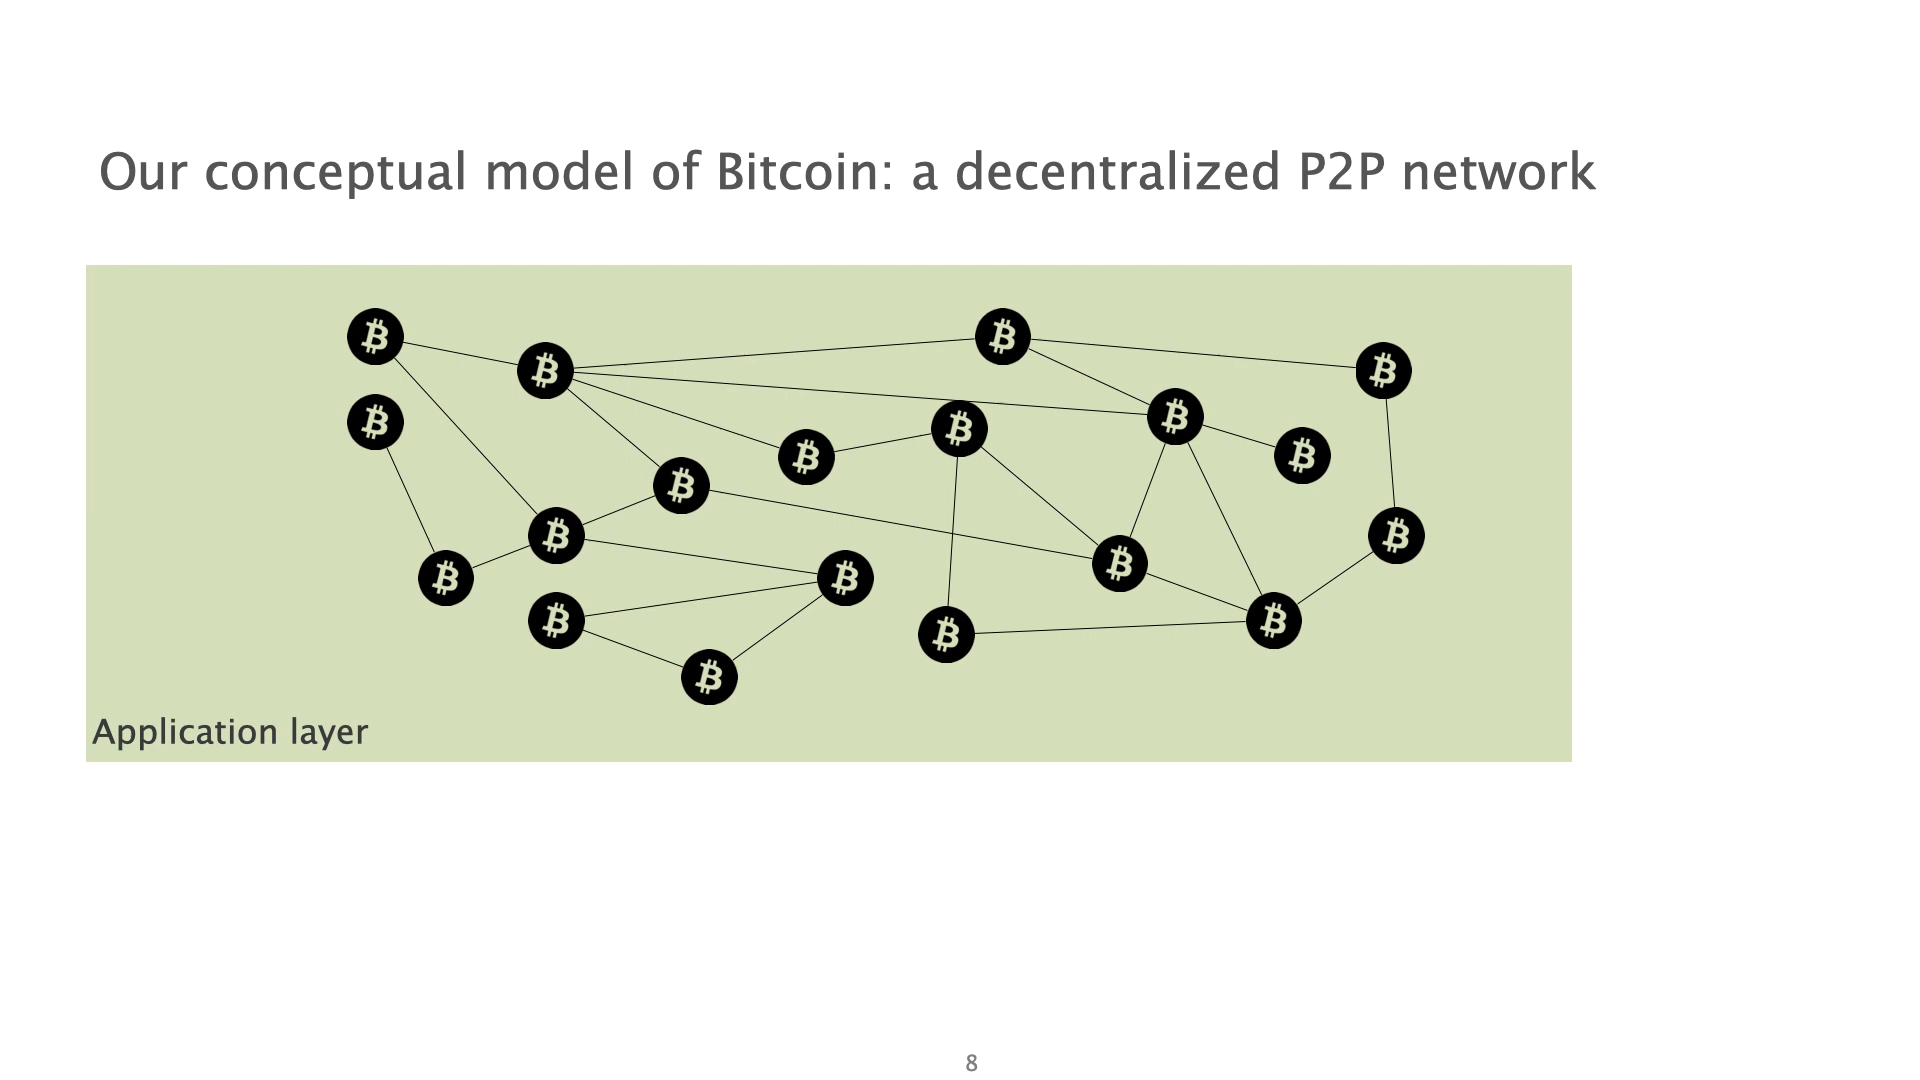 Our conceptual model of Bitcoin: a decentralized P2P network
Application layer
8